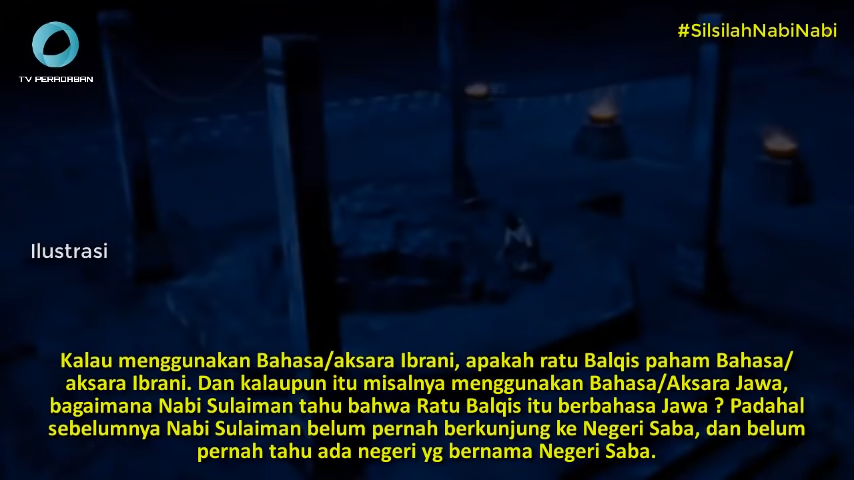 #SilsilahNabiNabi
TV PERADABAN
Ilustrasi
Kalau menggunakan Bahasa/aksara Ibrani, apakah ratu Balqis paham Bahasa/
aksara Ibrani. Dan kalaupun itu misalnya menggunakan Bahasa/Aksara Jawa,
bagaimana Nabi Sulaiman tahu bahwa Ratu Balqis itu berbahasa Jawa ? Padahal
sebelumnya Nabi Sulaiman belum pernah berkunjung ke Negeri Saba, dan belum
pernah tahu ada negeri yg bernama Negeri Saba.